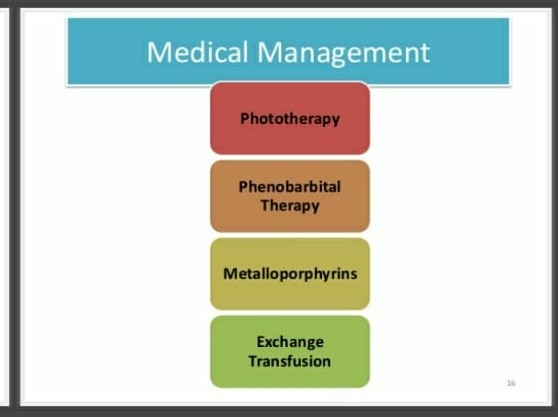 Medical Management
Phototherapy
Phenobarbital
Therapy
Metalloporphyrins
Exchange
Transfusion
16